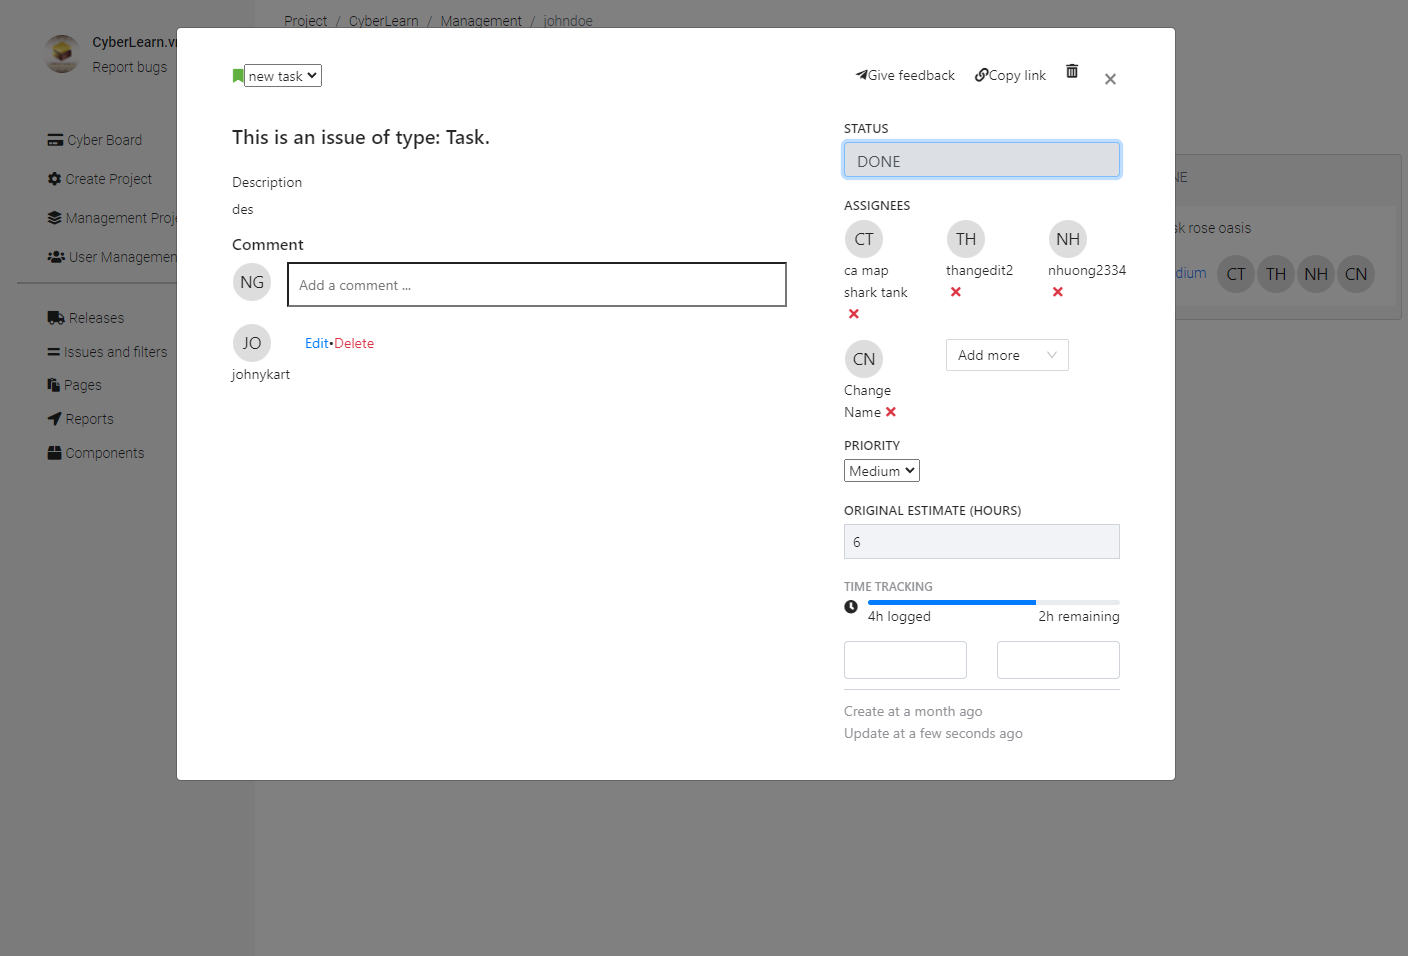 Project / CyberLearn / Management / johndoe
CyberLearn.v
Report bugs
Cyber Board
Create Project
Management Proj
User Managemen
Releases
Issues and filters
Pages
Reports
Components
new task
Give feedback
Copy link
×
This is an issue of type: Task.
Description
des
Comment
NG
Add a comment ...
JO
Edit•Delete
johnykart
STATUS
DONE
ASSIGNEES
CT
TH
NH
ca map
shark tank
thangedit2
nhuong2334
CN
Add more
Change
Name
PRIORITY
Medium
ORIGINAL ESTIMATE (HOURS)
6
TIME TRACKING
4h logged
2h remaining
Create at a month ago
Update at a few seconds ago
NE
sk rose oasis
dium
CT
TH
NH
CN